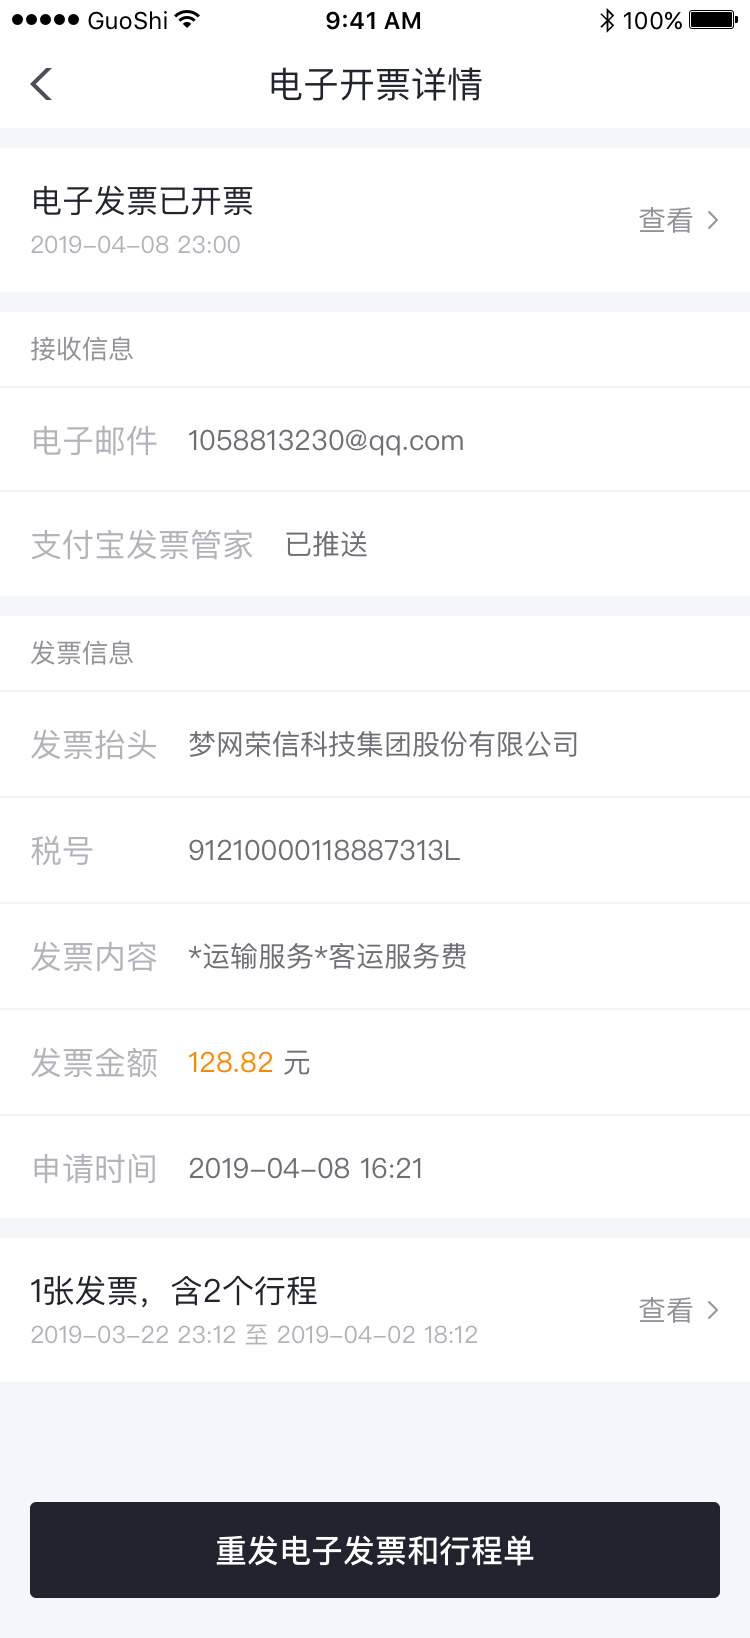 GuoShi 9:41 AM 100%
电子开票详情
电子发票已开票
2019-04-08 23:00
查看
接收信息
电子邮件 1058813230@qq.com
支付宝发票管家 已推送
发票信息
发票抬头 梦网荣信科技集团股份有限公司
税号 91210000118887313L
发票内容 *运输服务*客运服务费
发票金额 128.82 元
申请时间 2019-04-08 16:21
1张发票，含2个行程
2019-03-22 23:12 至 2019-04-02 18:12
查看
重发电子发票和行程单